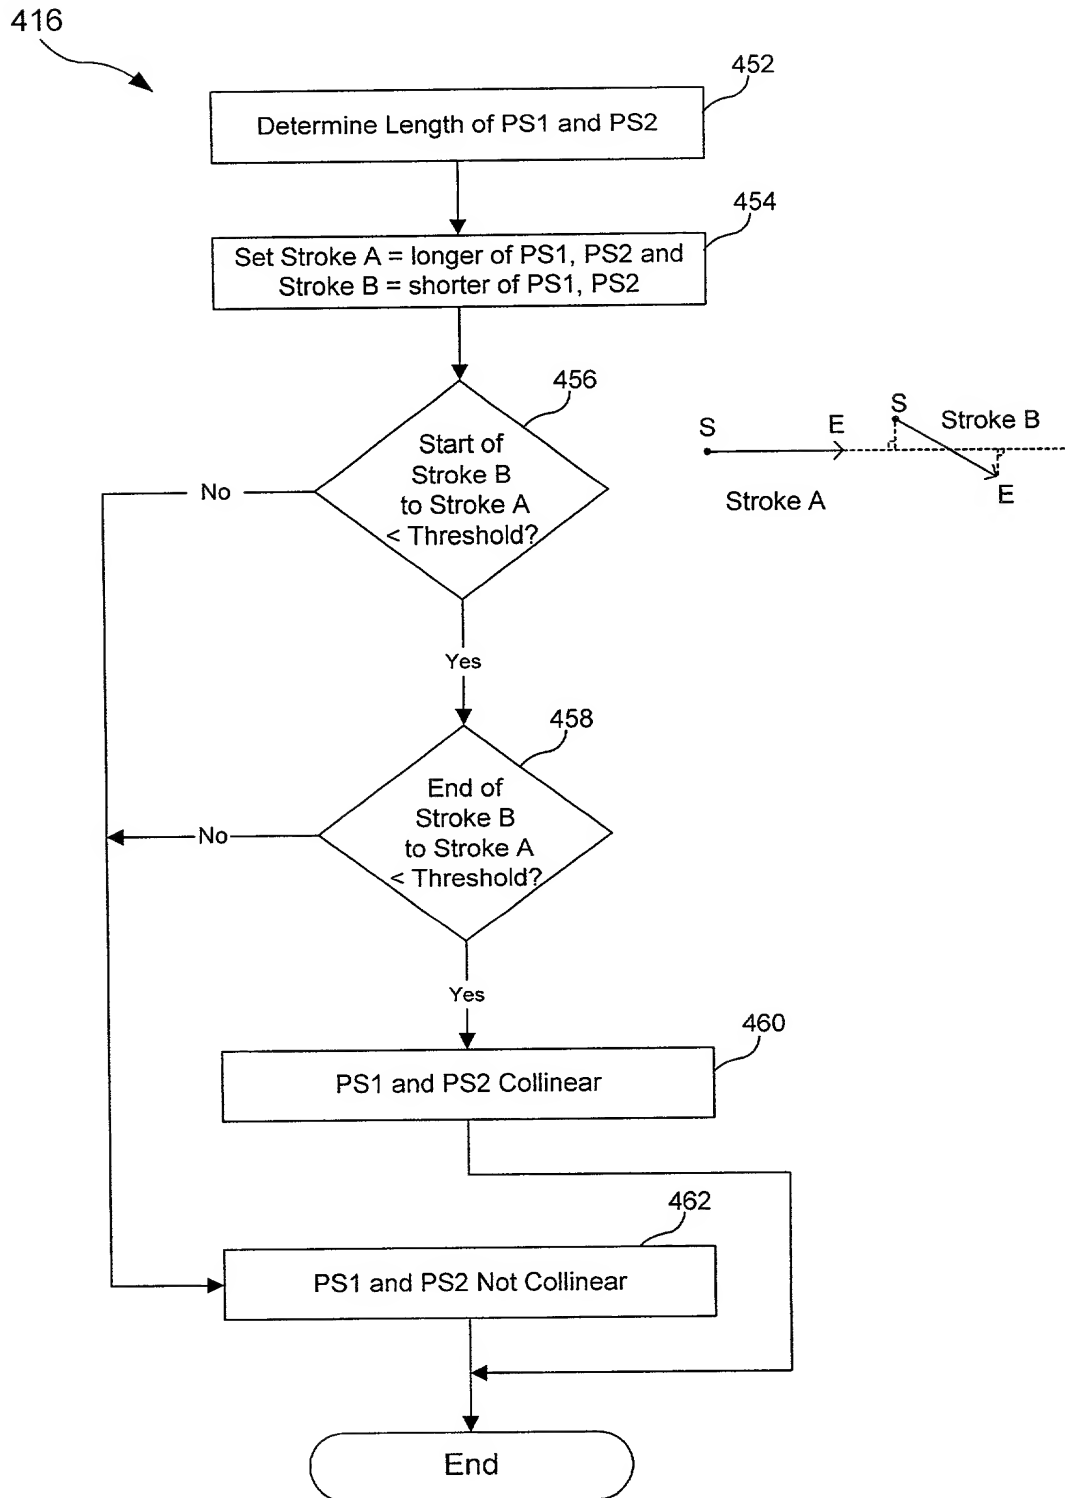 416
452
Determine Length of PS1 and PS2
454
Set Stroke A = longer of PS1, PS2 and
Stroke B = shorter of PS1, PS2
456
Start of
Stroke B
to Stroke A
< Threshold?
No
S
E
S
Stroke B
Stroke A
E
Yes
458
End of
Stroke B
to Stroke A
< Threshold?
No
Yes
460
PS1 and PS2 Collinear
462
PS1 and PS2 Not Collinear
End